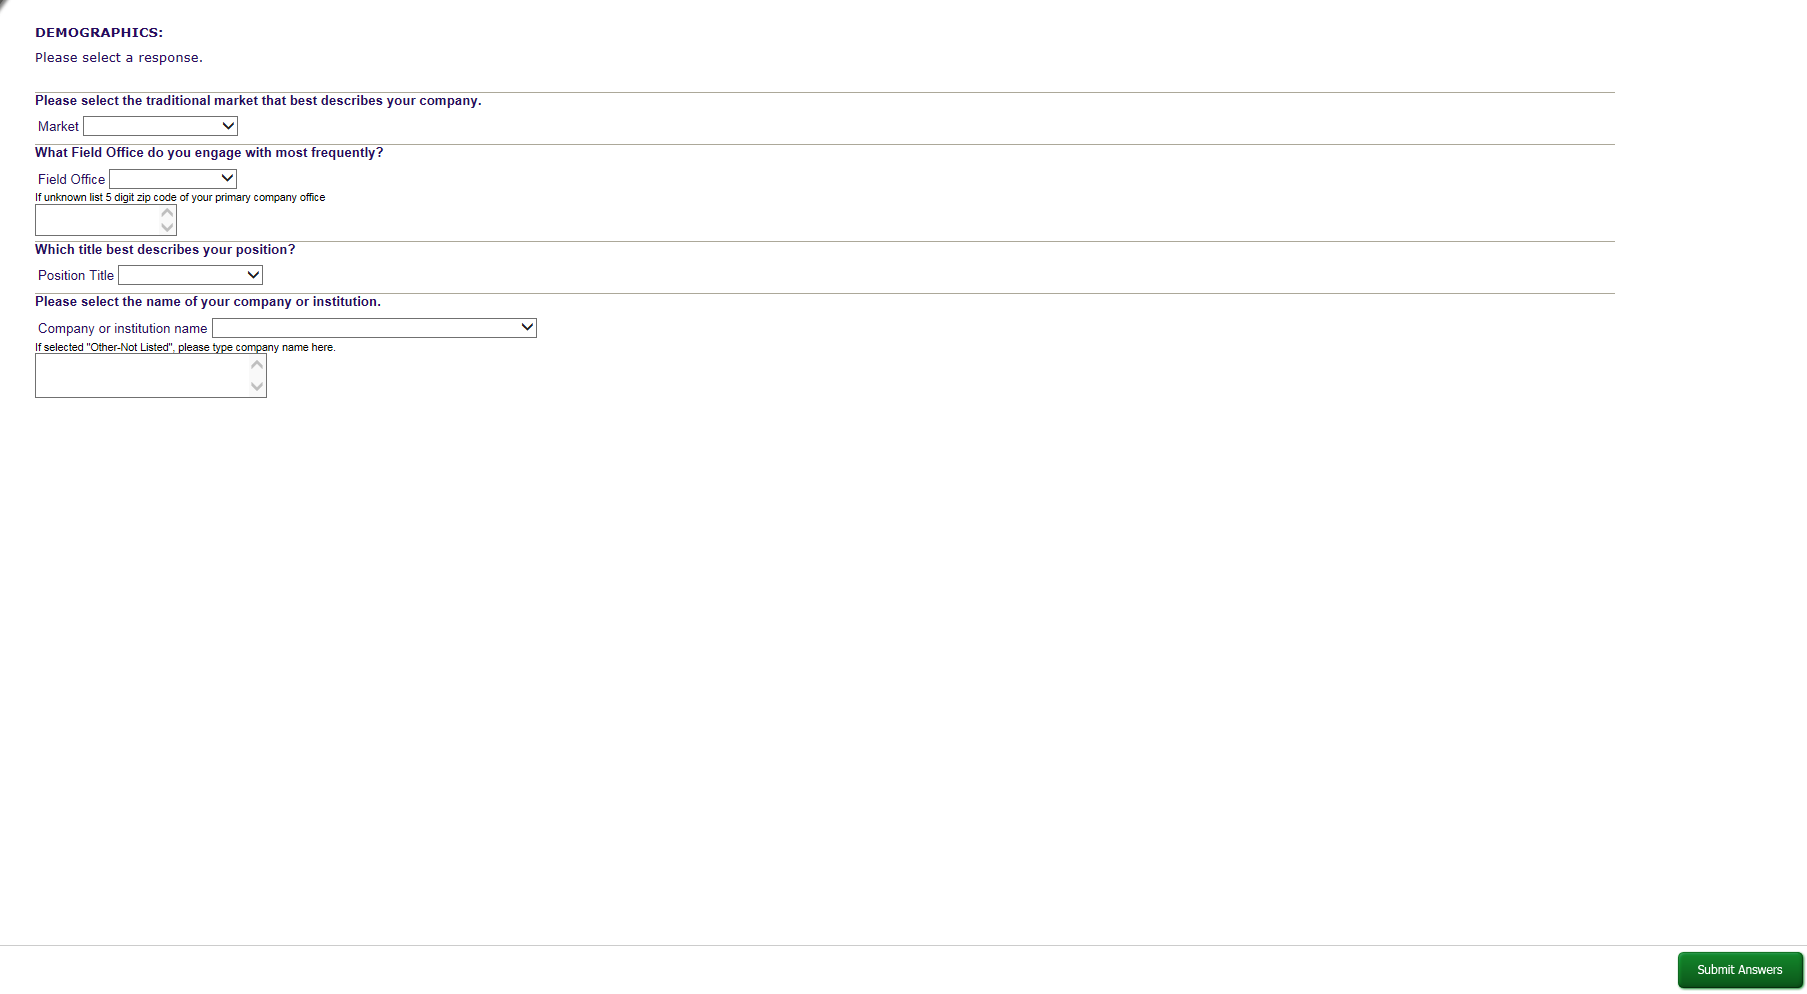 DEMOGRAPHICS:
Please select a response.
Please select the traditional market that best describes your company.
Market
What Field Office do you engage with most frequently?
Field Office
If unknown list 5 digit zip code of your primary company office
Which title best describes your position?
Position Title
Please select the name of your company or institution.
Company or institution name
If selected "Other-Not Listed", please type company name here.
Submit Answers